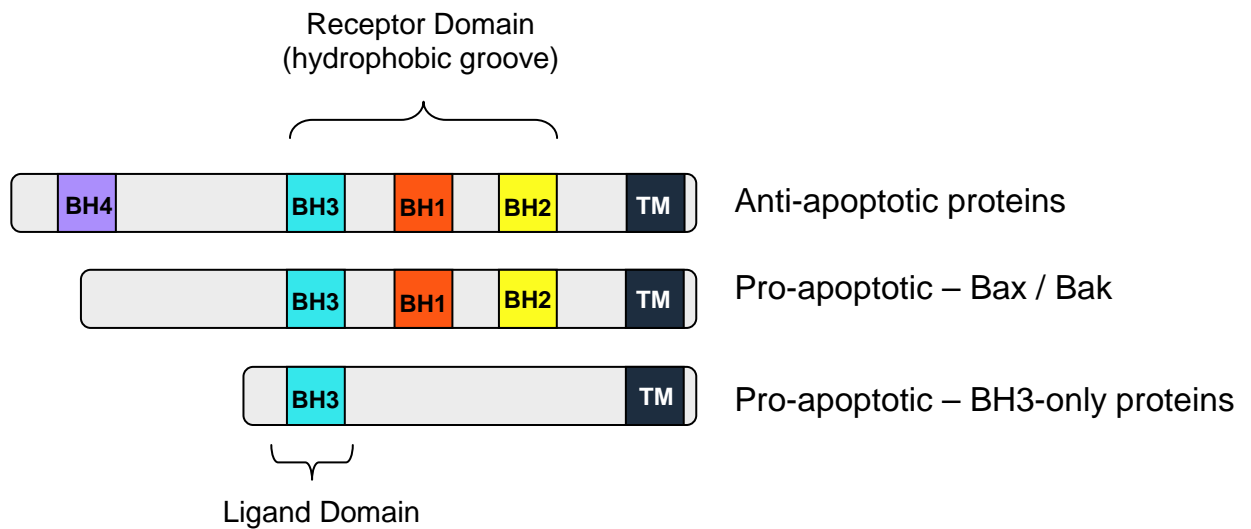 Receptor Domain
(hydrophobic groove)
BH4 BH3 BH1 BH2 TM Anti-apoptotic proteins
BH3 BH1 BH2 TM Pro-apoptotic – Bax / Bak
BH3 TM Pro-apoptotic – BH3-only proteins
Ligand Domain